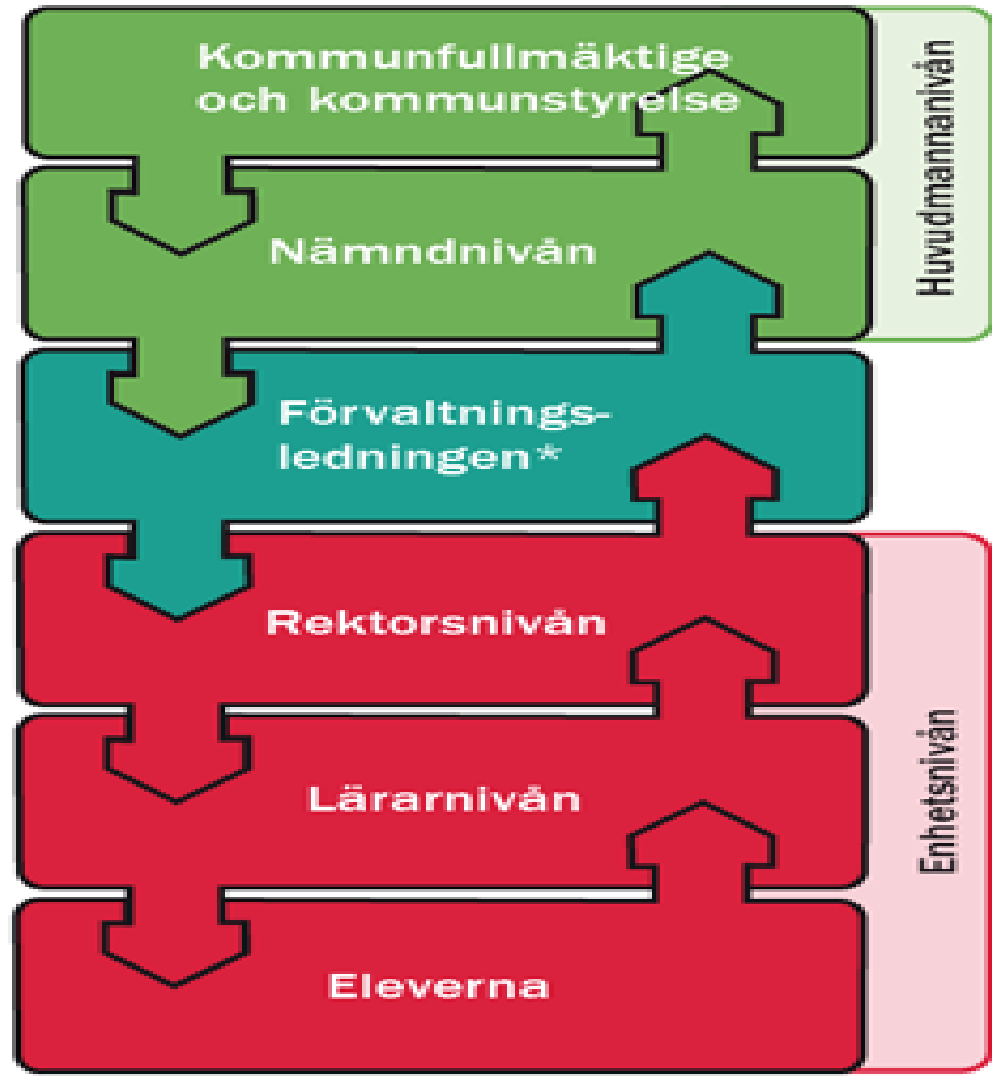 Kommunfullmäktige
och kommunstyrelse
Nämndnivån
Huvudmannanivån
Förvaltnings-
ledningen*
Rektorsnivån
Lärarnivån
Eleverna
Enhetsnivån